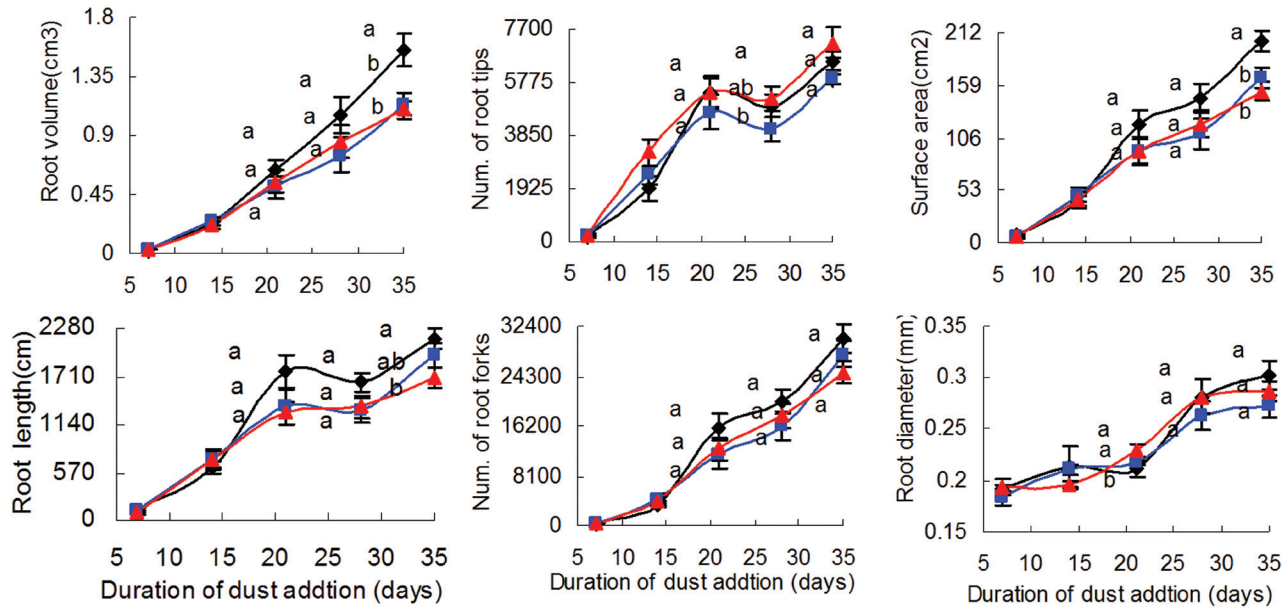 Root volume(cm3)
1.8
1.35
0.9
0.45
0
a
b
b
a
a
a
a
a
a
5 10 15 20 25 30 35
Num. of root tips
7700
5775
3850
1925
0
a
a
a
a
ab
b
a
a
a
5 10 15 20 25 30 35
Surface area(cm2)
212
159
106
53
0
a
b
b
a
a
a
a
a
a
5 10 15 20 25 30 35
Root length(cm)
2280
1710
1140
570
0
a
ab
b
a
a
a
a
a
a
5 10 15 20 25 30 35
Duration of dust addtion (days)
Num. of root forks
32400
24300
16200
8100
0
a
a
a
a
a
a
a
a
a
5 10 15 20 25 30 35
Duration of dust addtion (days)
Root diameter(mm)
0.35
0.3
0.25
0.2
0.15
a
a
a
a
a
a
a
a
b
5 10 15 20 25 30 35
Duration of dust addtion (days)